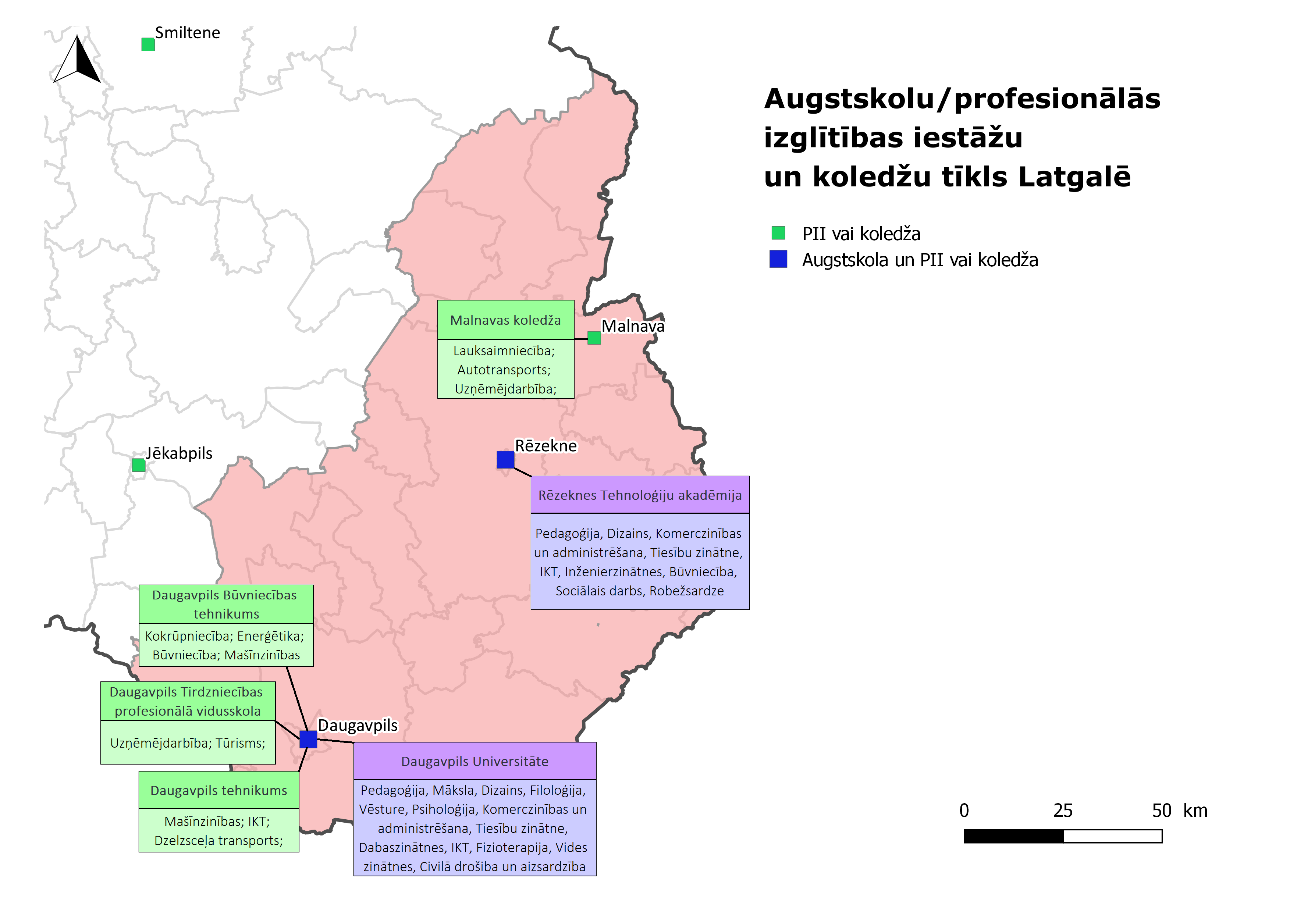 Smiltene
Augstskolu/profesionālās
izglītības iestāžu
un koledžu tīkls Latgalē
PII vai koledža
Augstskola un PII vai koledža
Malnavas koledža
Lauksaimniecība;
Autotransports;
Uzņēmējdarbība;
Malnava
Jēkabpils
Rēzekne
Rēzeknes Tehnoloģiju akadēmija
Pedagoģija, Dizains, Komerczinības
un administrēšana, Tiesību zinātne,
IKT, Inženierzinātnes, Būvniecība,
Sociālais darbs, Robežsardze
Daugavpils Būvniecības
tehnikums
Kokrūpniecība; Enerģētika;
Būvniecība; Mašīnzinības
Daugavpils Tirdzniecības
profesionālā vidusskola
Uzņēmējdarbība; Tūrisms;
Daugavpils
Daugavpils tehnikums
Mašīnzinības; IKT;
Dzelzsceļa transports;
Daugavpils Universitāte
Pedagoģija, Māksla, Dizains, Filoloģija,
Vēsture, Psiholoģija, Komerczinības un
administrēšana, Tiesību zinātne,
Dabaszinātnes, IKT, Fizioterapija, Vides
zinātnes, Civilā drošiba un aizsardzība
0 25 50 km